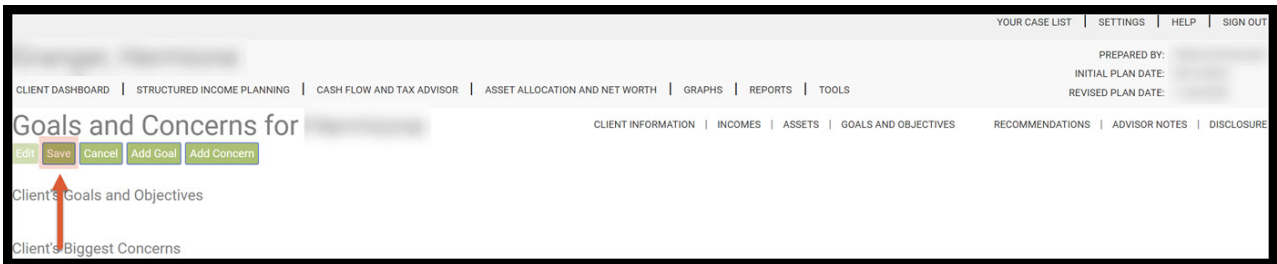 YOUR CASE LIST | SETTINGS | HELP | SIGN OUT
PREPARED BY:
INITIAL PLAN DATE:
CLIENT DASHBOARD | STRUCTURED INCOME PLANNING | CASH FLOW AND TAX ADVISOR | ASSET ALLOCATION AND NET WORTH | GRAPHS | REPORTS | TOOLS
REVISED PLAN DATE:
Goals and Concerns for
CLIENT INFORMATION | INCOMES | ASSETS | GOALS AND OBJECTIVES RECOMMENDATIONS | ADVISOR NOTES | DISCLOSURE
Edit Save Cancel Add Goal Add Concern
Client's Goals and Objectives
Client's Biggest Concerns